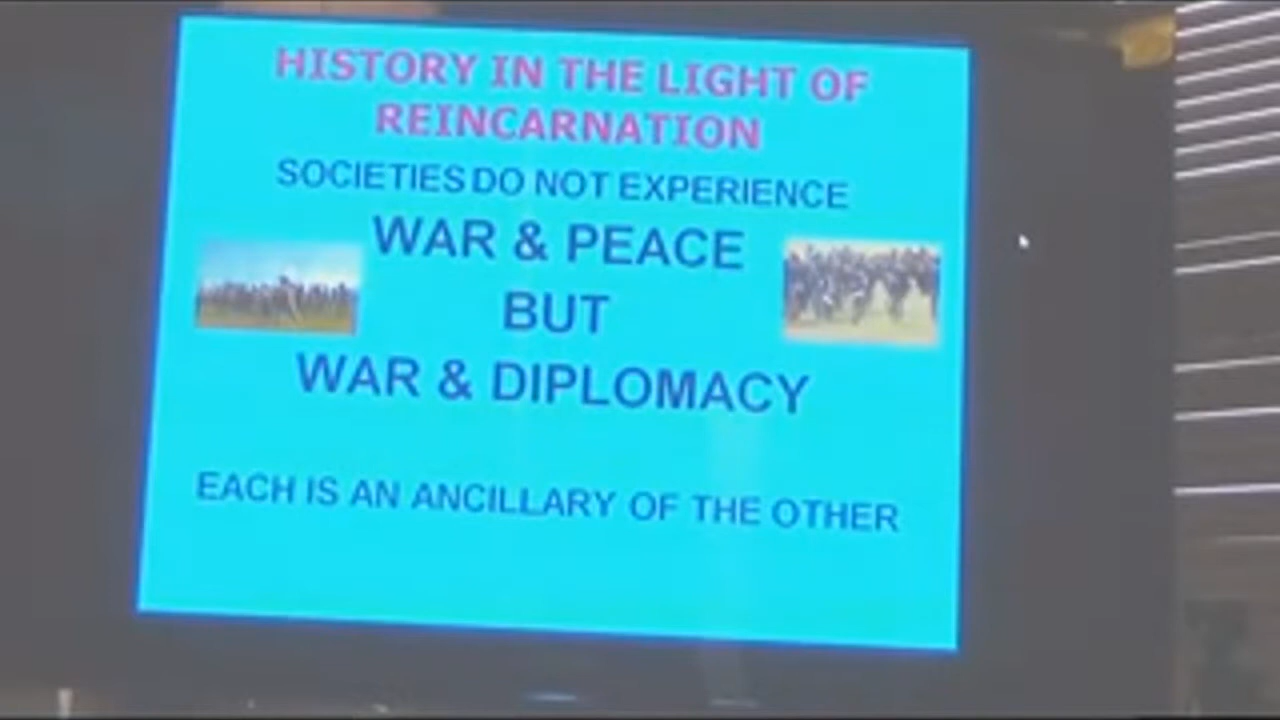 HISTORY IN THE LIGHT OF
REINCARNATION
SOCIETIES DO NOT EXPERIENCE
WAR & PEACE
BUT
WAR & DIPLOMACY
EACH IS AN ANCILLARY OF THE OTHER